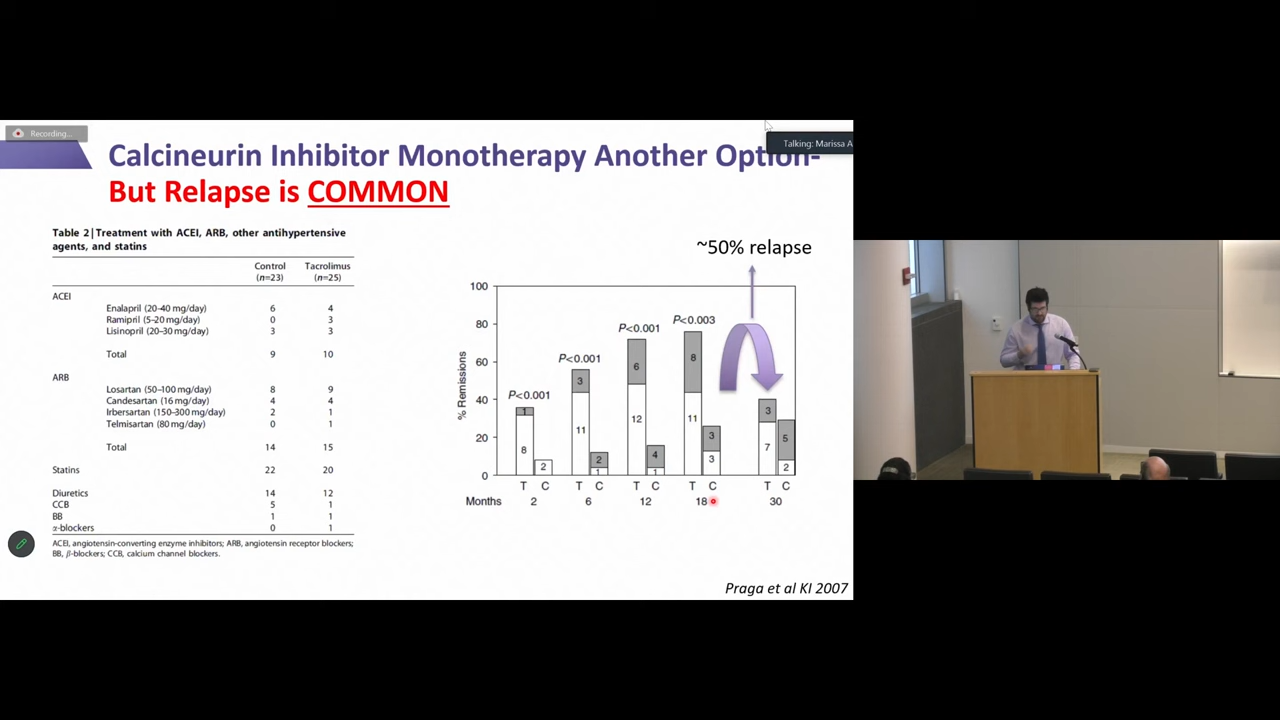 Recording...
Talking: Marissa A
Calcineurin Inhibitor Monotherapy Another Option-
But Relapse is COMMON
Table 2 | Treatment with ACEI, ARB, other antihypertensive
agents, and statins
Control Tacrolimus
(n=23) (n=25)
ACEI
Enalapril (20-40 mg/day) 6 4
Ramipril (5-20 mg/day) 0 3
Lisinopril (20-30 mg/day) 3 3
Total 9 10
ARB
Losartan (50-100 mg/day) 8 9
Candesartan (16 mg/day) 4 4
Irbersartan (150-300 mg/day) 2 1
Telmisartan (80 mg/day) 0 1
Total 14 15
Statins 22 20
Diuretics 14 12
CCB 5 1
BB 1 1
α-blockers 0 1
ACEI, angiotensin-converting enzyme inhibitors; ARB, angiotensin receptor blockers;
BB, β-blockers; CCB, calcium channel blockers.
~50% relapse
% Remissions
100
80
60
40
20
0
P<0.001
P<0.001
P<0.001
P<0.003
1
8
2
3
11
2
1
6
12
4
1
8
11
3
3
3
7
5
2
T C T C T C T C T C
Months 2 6 12 18 30
Praga et al KI 2007